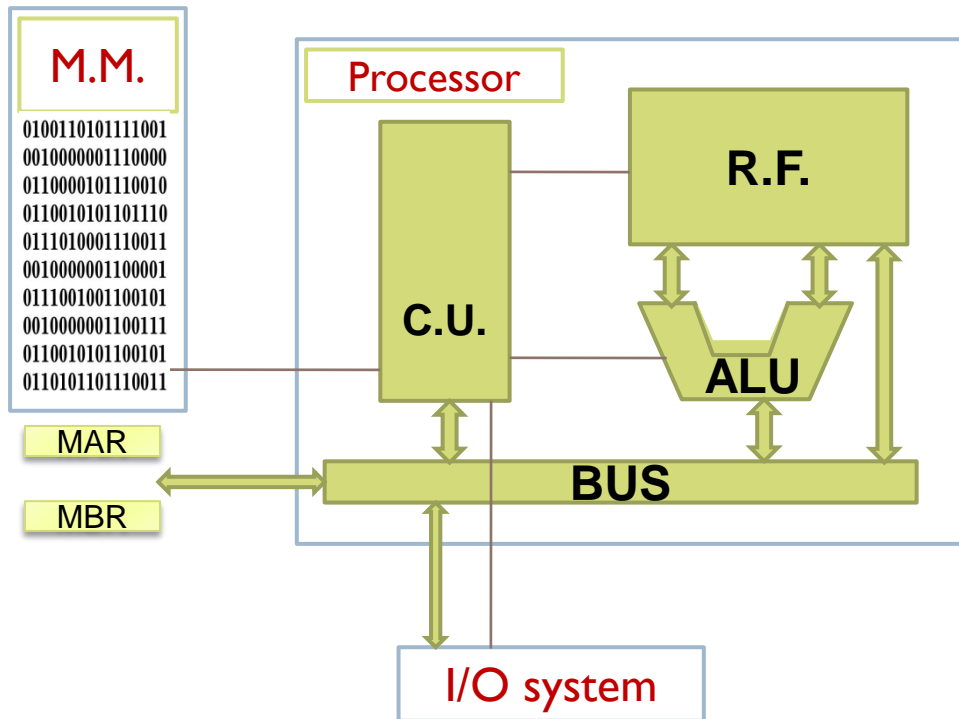 M.M.
0100110101111001
0010000001110000
0110000101110010
0110010101101110
0111010001110011
0010000001100001
0111001001100101
0010000001100111
0110010101100101
0110101101110011
MAR
MBR
Processor
C.U.
R.F.
ALU
BUS
I/O system